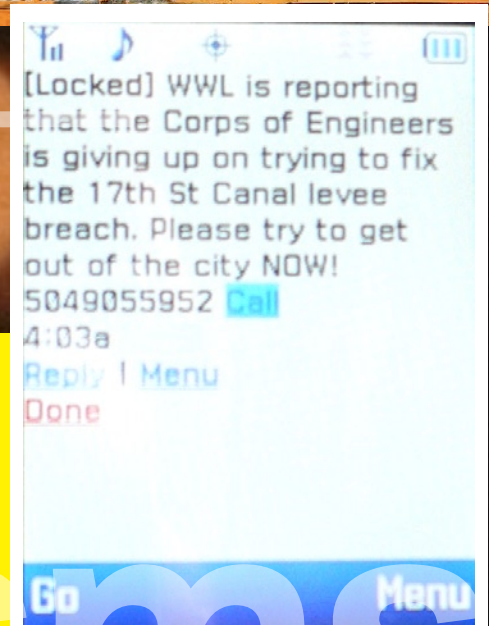 [Locked] WWL is reporting
that the Corps of Engineers
is giving up on trying to fix
the 17th St Canal levee
breach. Please try to get
out of the city NOW!
5049055952 Call
4:03a
Reply | Menu
Done
Go Menu
ms